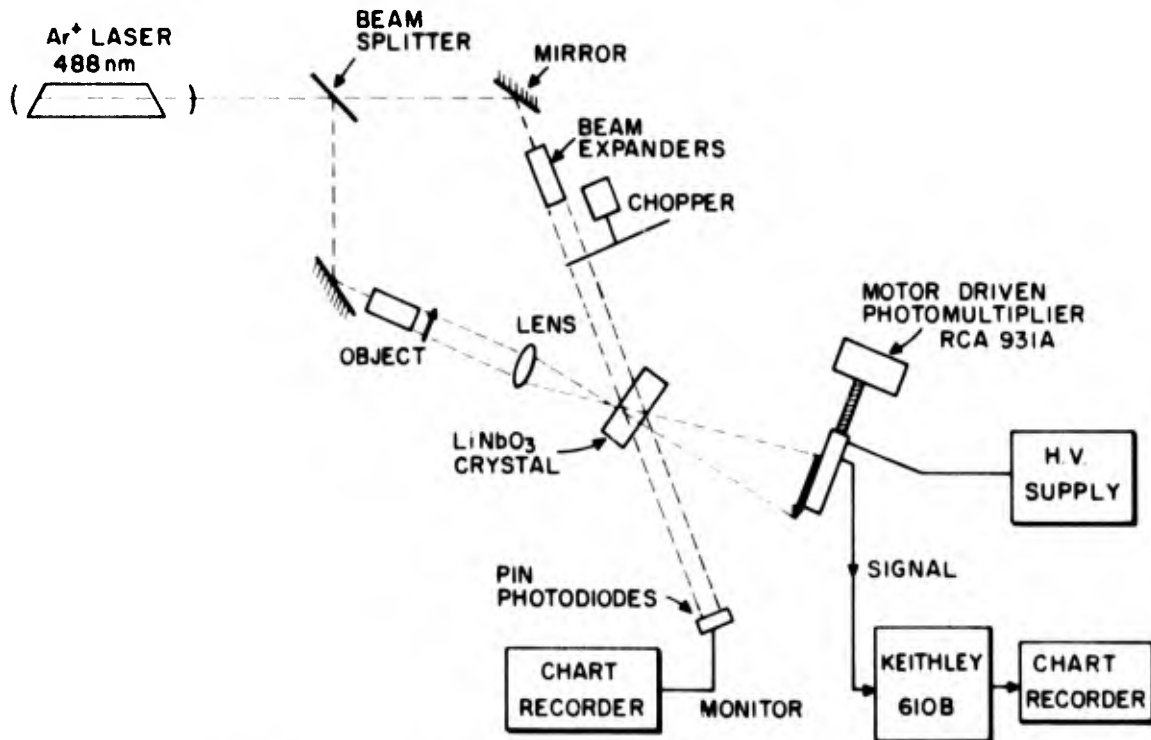 Ar+ LASER
488 nm
BEAM
SPLITTER
MIRROR
BEAM
EXPANDERS
CHOPPER
MOTOR DRIVEN
PHOTOMULTIPLIER
RCA 931A
LENS
OBJECT
LiNbO3
CRYSTAL
H.V.
SUPPLY
SIGNAL
PIN
PHOTODIODES
CHART
RECORDER
MONITOR
KEITHLEY
610B
CHART
RECORDER